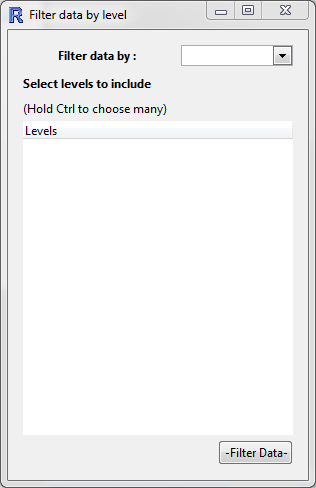 Filter data by level
Filter data by :
Select levels to include
(Hold Ctrl to choose many)
Levels
-Filter Data-